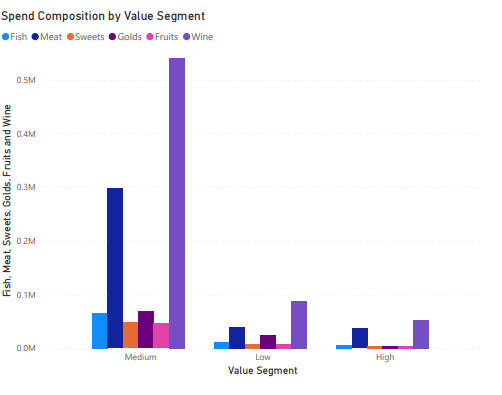 Spend Composition by Value Segment
Fish Meat Sweets Golds Fruits Wine
Fish, Meat, Sweets, Golds, Fruits and Wine
0.5M
0.4M
0.3M
0.2M
0.1M
0.0M
Medium Low High
Value Segment